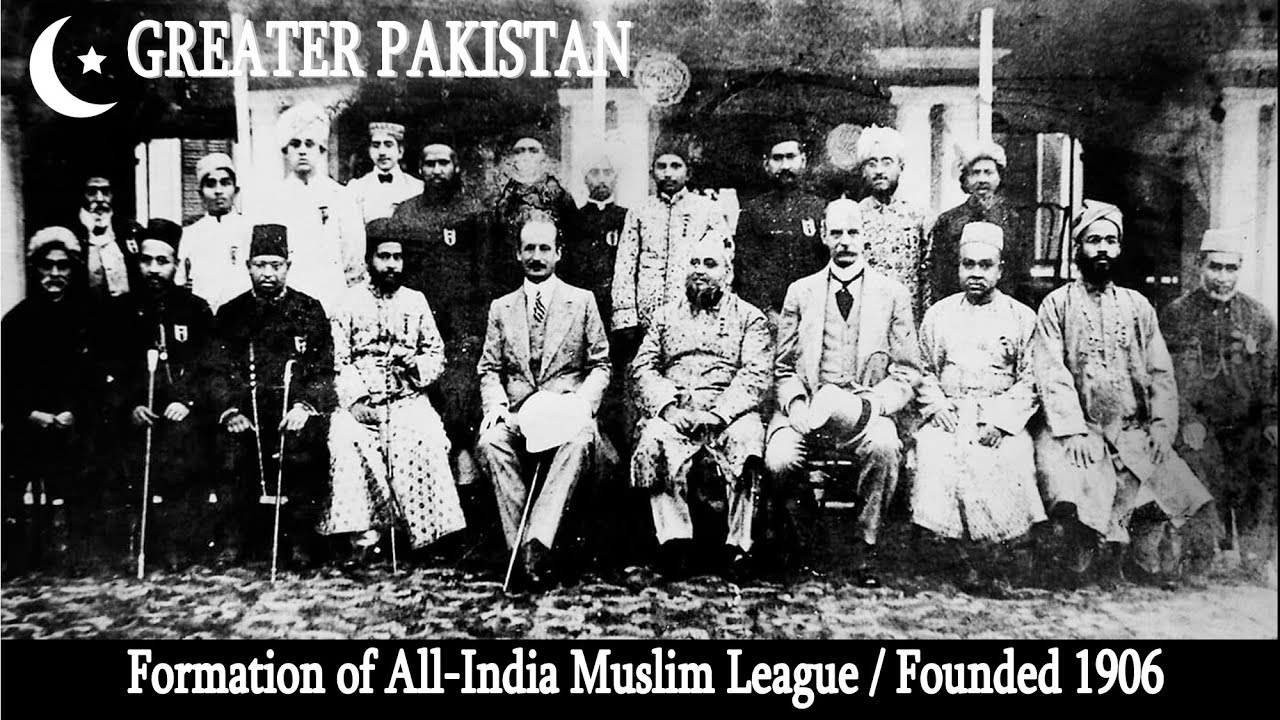 GREATER PAKISTAN
Formation of All-India Muslim League / Founded 1906